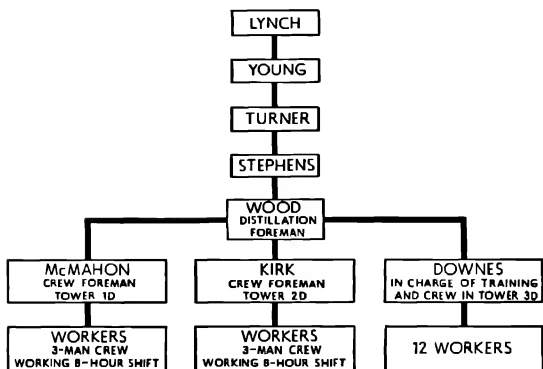 LYNCH
YOUNG
TURNER
STEPHENS
WOOD
DISTILLATION
FOREMAN
McMAHON
CREW FOREMAN
TOWER 1D
KIRK
CREW FOREMAN
TOWER 2D
DOWNES
IN CHARGE OF TRAINING
AND CREW IN TOWER 3D
WORKERS
3-MAN CREW
WORKING 8-HOUR SHIFT
WORKERS
3-MAN CREW
WORKING 8-HOUR SHIFT
12 WORKERS